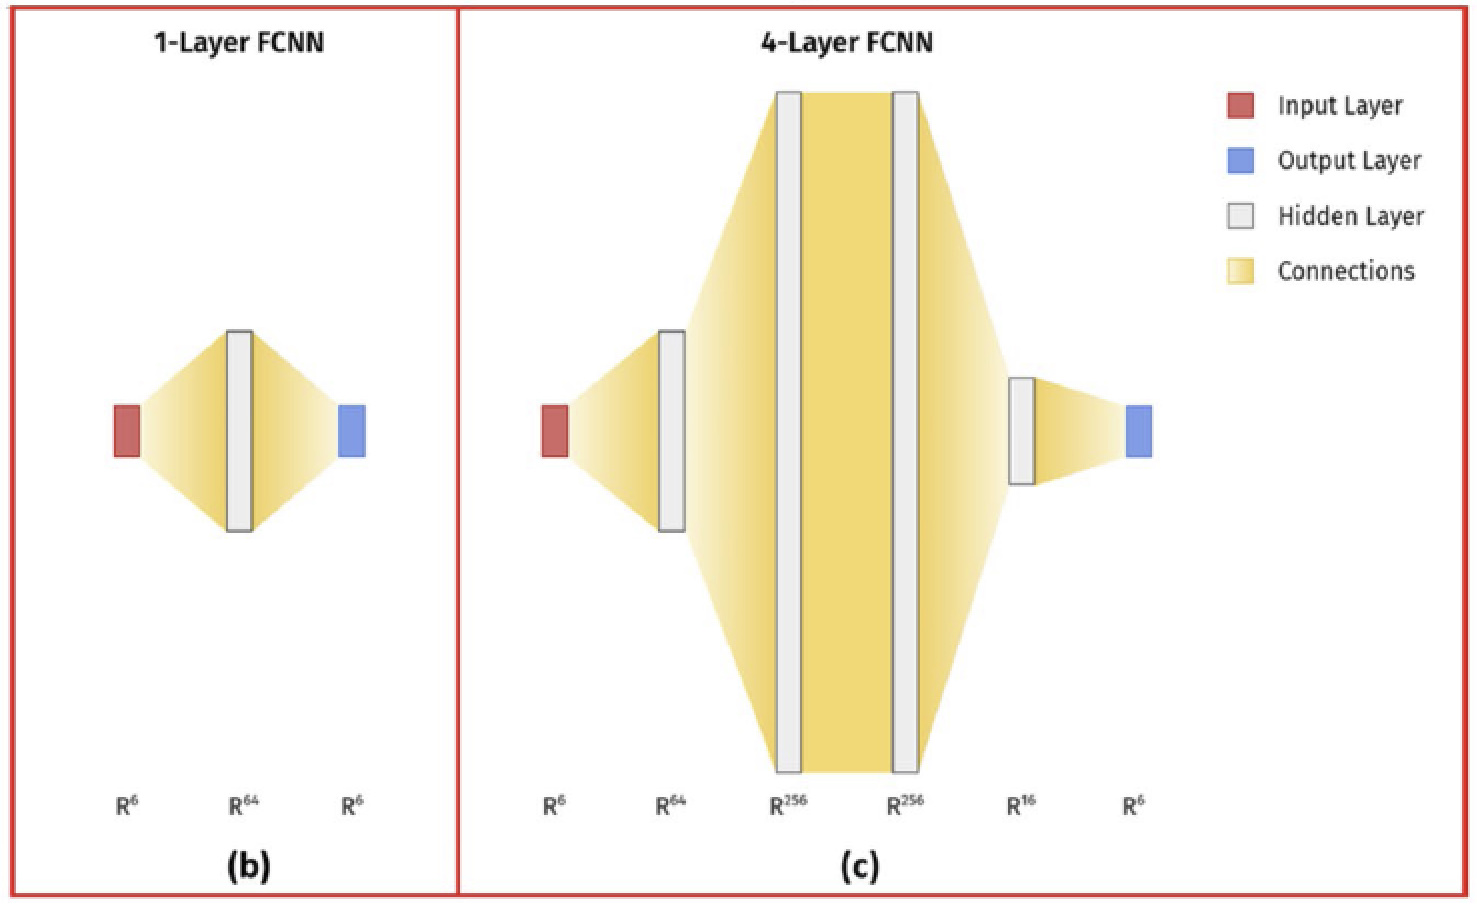 1-Layer FCNN
4-Layer FCNN
Input Layer
Output Layer
Hidden Layer
Connections
R⁶ R⁶⁴ R⁶
R⁶ R⁶⁴ R²⁵⁶ R²⁵⁶ R¹⁶ R⁶
(b)
(c)